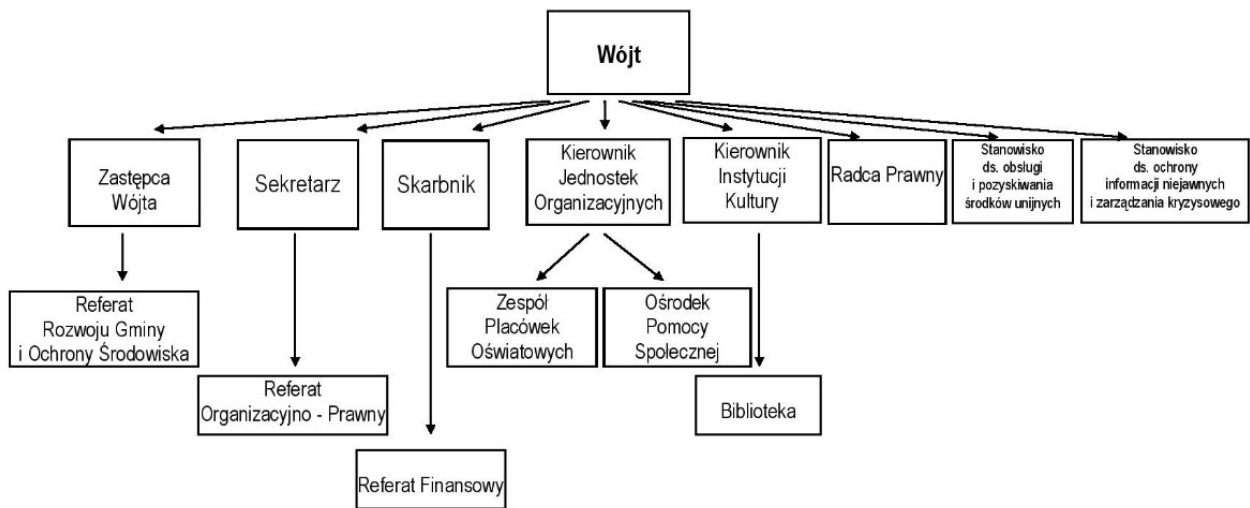 Wójt
Zastępca
Wójta
Sekretarz
Skarbnik
Kierownik
Jednostek
Organizacyjnych
Kierownik
Instytucji
Kultury
Radca Prawny
Stanowisko
ds. obsługi
i pozyskiwania
środków unijnych
Stanowisko
ds. ochrony
informacji niejawnych
i zarządzania kryzysowego
Referat
Rozwoju Gminy
i Ochrony Środowiska
Zespół
Placówek
Oświatowych
Ośrodek
Pomocy
Społecznej
Referat
Organizacyjno - Prawny
Biblioteka
Referat Finansowy